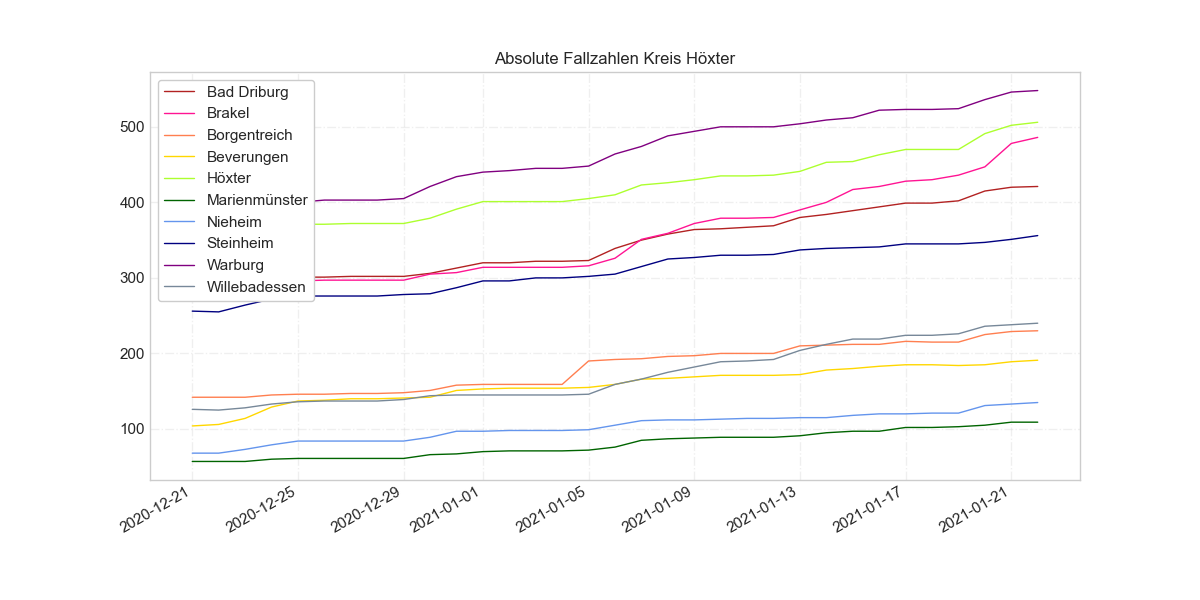 Absolute Fallzahlen Kreis Höxter
Bad Driburg
Brakel
Borgentreich
Beverungen
Höxter
Marienmünster
Nieheim
Steinheim
Warburg
Willebadessen
500
400
300
200
100
2020-12-21
2020-12-25
2020-12-29
2021-01-01
2021-01-05
2021-01-09
2021-01-13
2021-01-17
2021-01-21